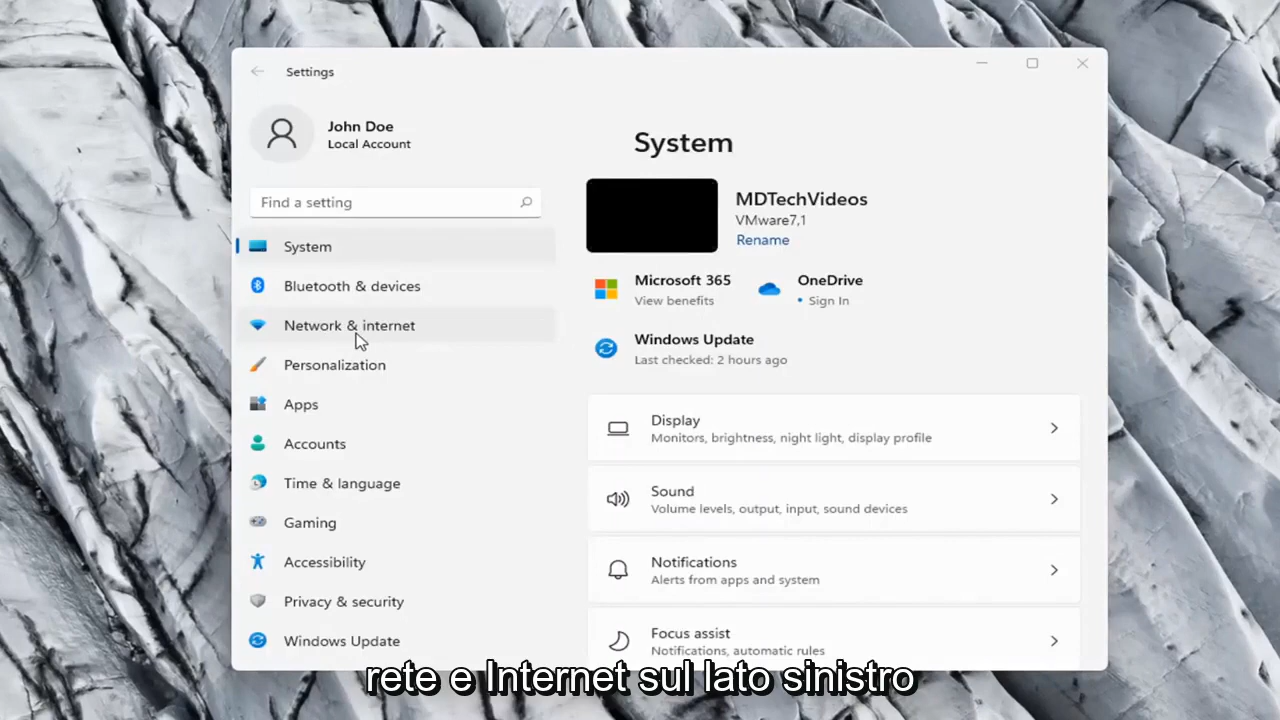 Settings
John Doe
Local Account
Find a setting
System
Bluetooth & devices
Network & internet
Personalization
Apps
Accounts
Time & language
Gaming
Accessibility
Privacy & security
Windows Update
System
MDTechVideos
VMware7,1
Rename
Microsoft 365
View benefits
OneDrive
• Sign In
Windows Update
Last checked: 2 hours ago
Display
Monitors, brightness, night light, display profile
Sound
Volume levels, output, input, sound devices
Notifications
Alerts from apps and system
Focus assist
Notifications, automatic rules
rete e Internet sul lato sinistro